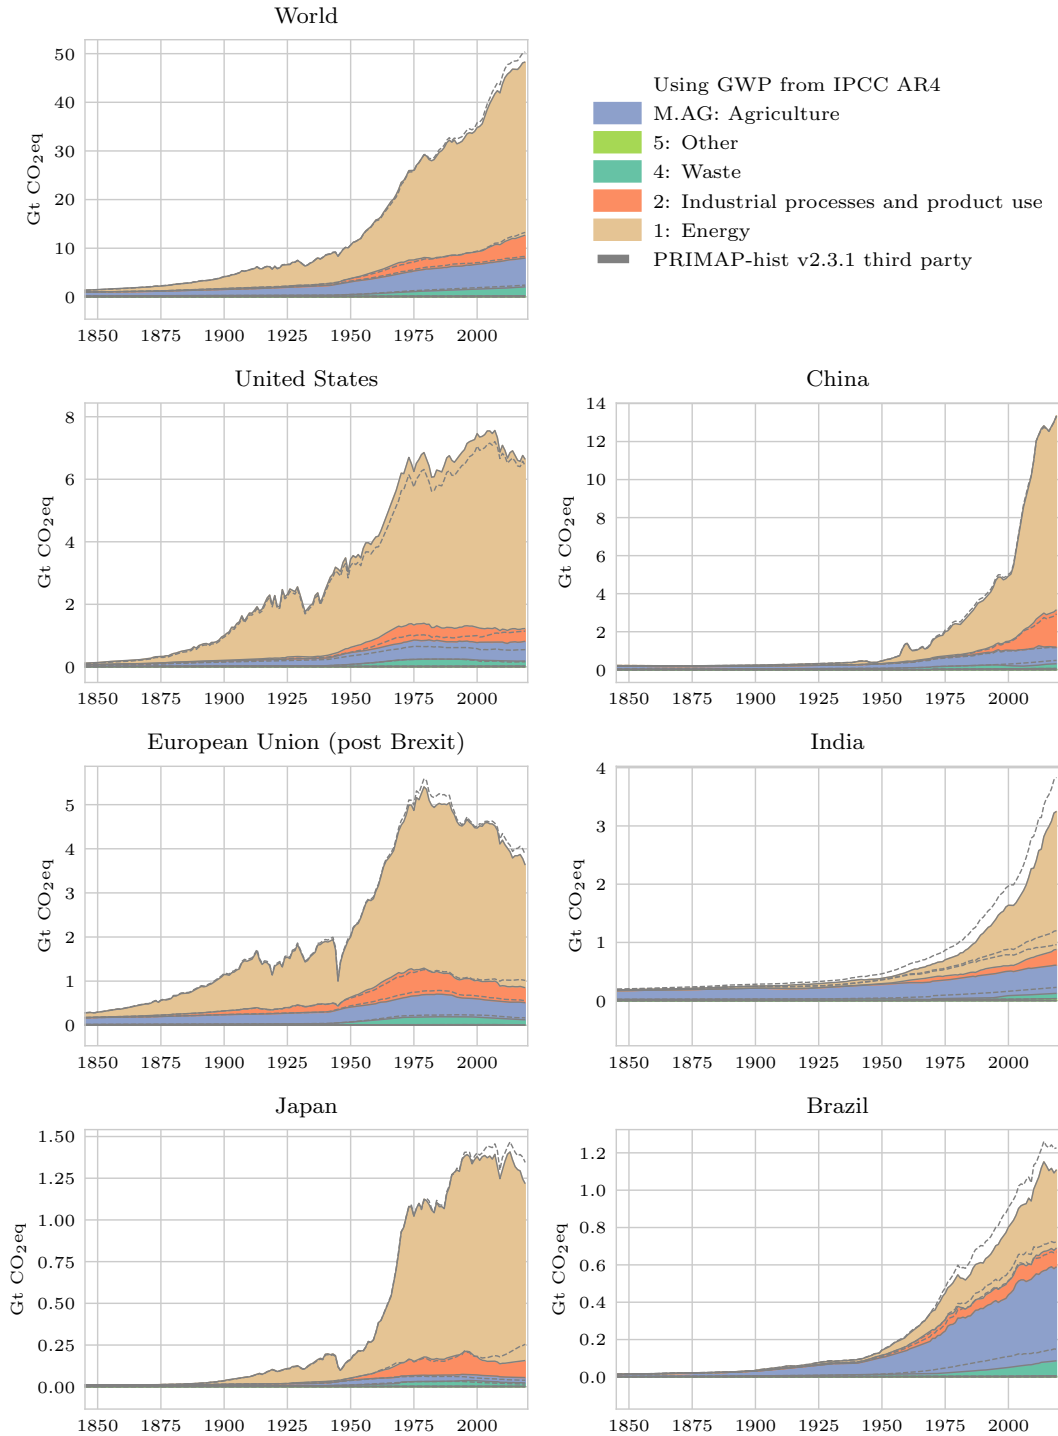 World
50
40
30
20
10
0
Gt CO2eq
1850 1875 1900 1925 1950 1975 2000
Using GWP from IPCC AR4
M.AG: Agriculture
5: Other
4: Waste
2: Industrial processes and product use
1: Energy
PRIMAP-hist v2.3.1 third party
United States
8
6
4
2
0
Gt CO2eq
1850 1875 1900 1925 1950 1975 2000
China
14
12
10
8
6
4
2
0
Gt CO2eq
1850 1875 1900 1925 1950 1975 2000
European Union (post Brexit)
5
4
3
2
1
0
Gt CO2eq
1850 1875 1900 1925 1950 1975 2000
India
4
3
2
1
0
Gt CO2eq
1850 1875 1900 1925 1950 1975 2000
Japan
1.50
1.25
1.00
0.75
0.50
0.25
0.00
Gt CO2eq
1850 1875 1900 1925 1950 1975 2000
Brazil
1.2
1.0
0.8
0.6
0.4
0.2
0.0
Gt CO2eq
1850 1875 1900 1925 1950 1975 2000